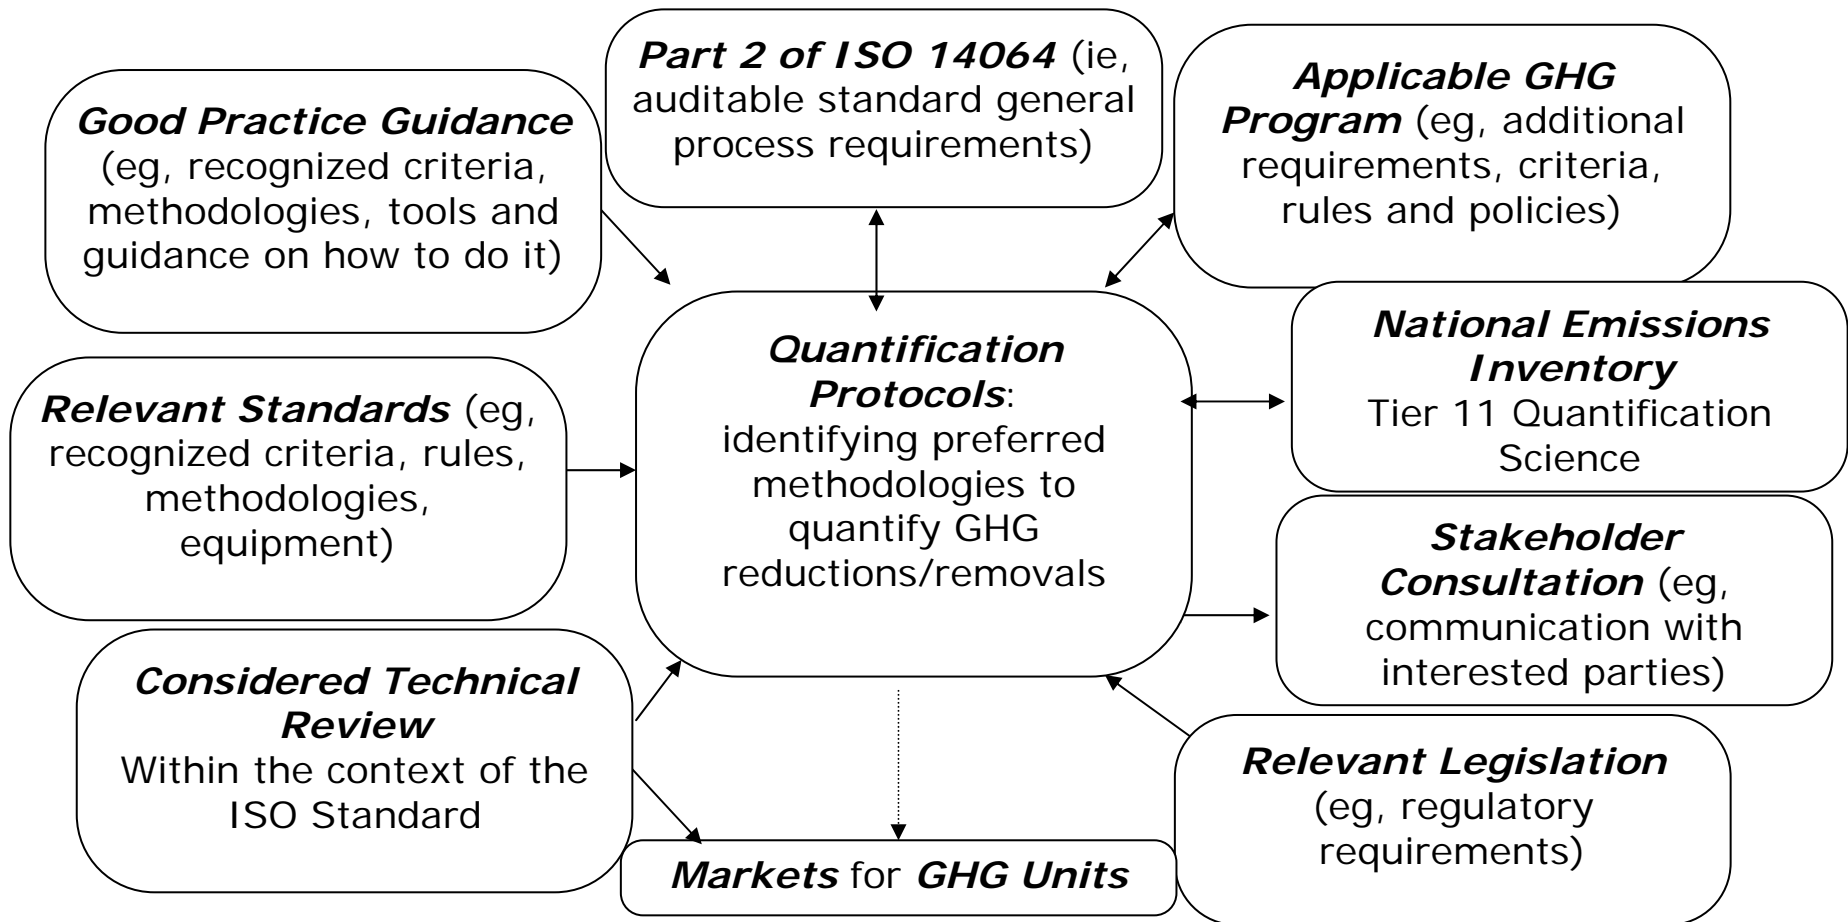 Part 2 of ISO 14064 (ie,
auditable standard general
process requirements)
Good Practice Guidance
(eg, recognized criteria,
methodologies, tools and
guidance on how to do it)
Applicable GHG
Program (eg, additional
requirements, criteria,
rules and policies)
Relevant Standards (eg,
recognized criteria, rules,
methodologies,
equipment)
Quantification
Protocols:
identifying preferred
methodologies to
quantify GHG
reductions/removals
National Emissions
Inventory
Tier 11 Quantification
Science
Stakeholder
Consultation (eg,
communication with
interested parties)
Considered Technical
Review
Within the context of the
ISO Standard
Relevant Legislation
(eg, regulatory
requirements)
Markets for GHG Units